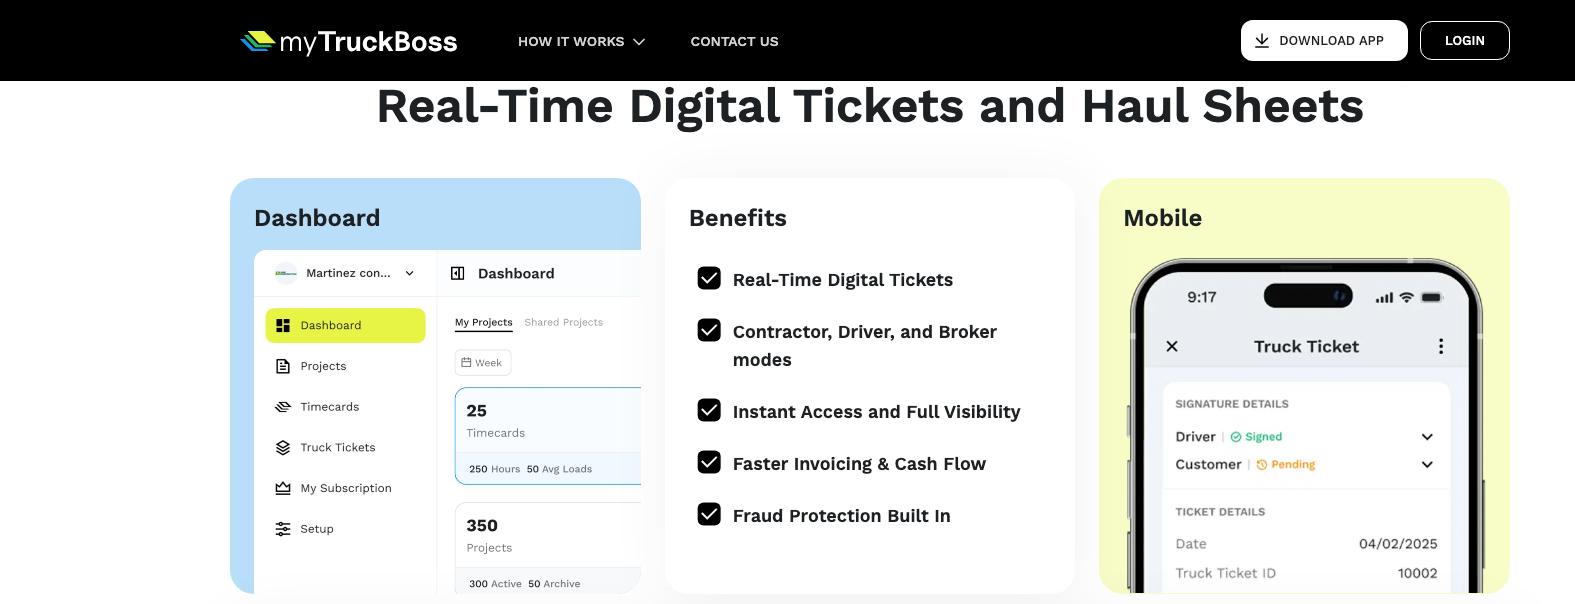 myTruckBoss
HOW IT WORKS
CONTACT US
DOWNLOAD APP
LOGIN
Real-Time Digital Tickets and Haul Sheets
Dashboard
Martinez con...
Dashboard
Projects
Timecards
Truck Tickets
My Subscription
Setup
Dashboard
My Projects Shared Projects
Week
25
Timecards
250 Hours 50 Avg Loads
350
Projects
300 Active 50 Archive
Benefits
Real-Time Digital Tickets
Contractor, Driver, and Broker
modes
Instant Access and Full Visibility
Faster Invoicing & Cash Flow
Fraud Protection Built In
Mobile
9:17
Truck Ticket
SIGNATURE DETAILS
Driver | Signed
Customer | Pending
TICKET DETAILS
Date 04/02/2025
Truck Ticket ID 10002